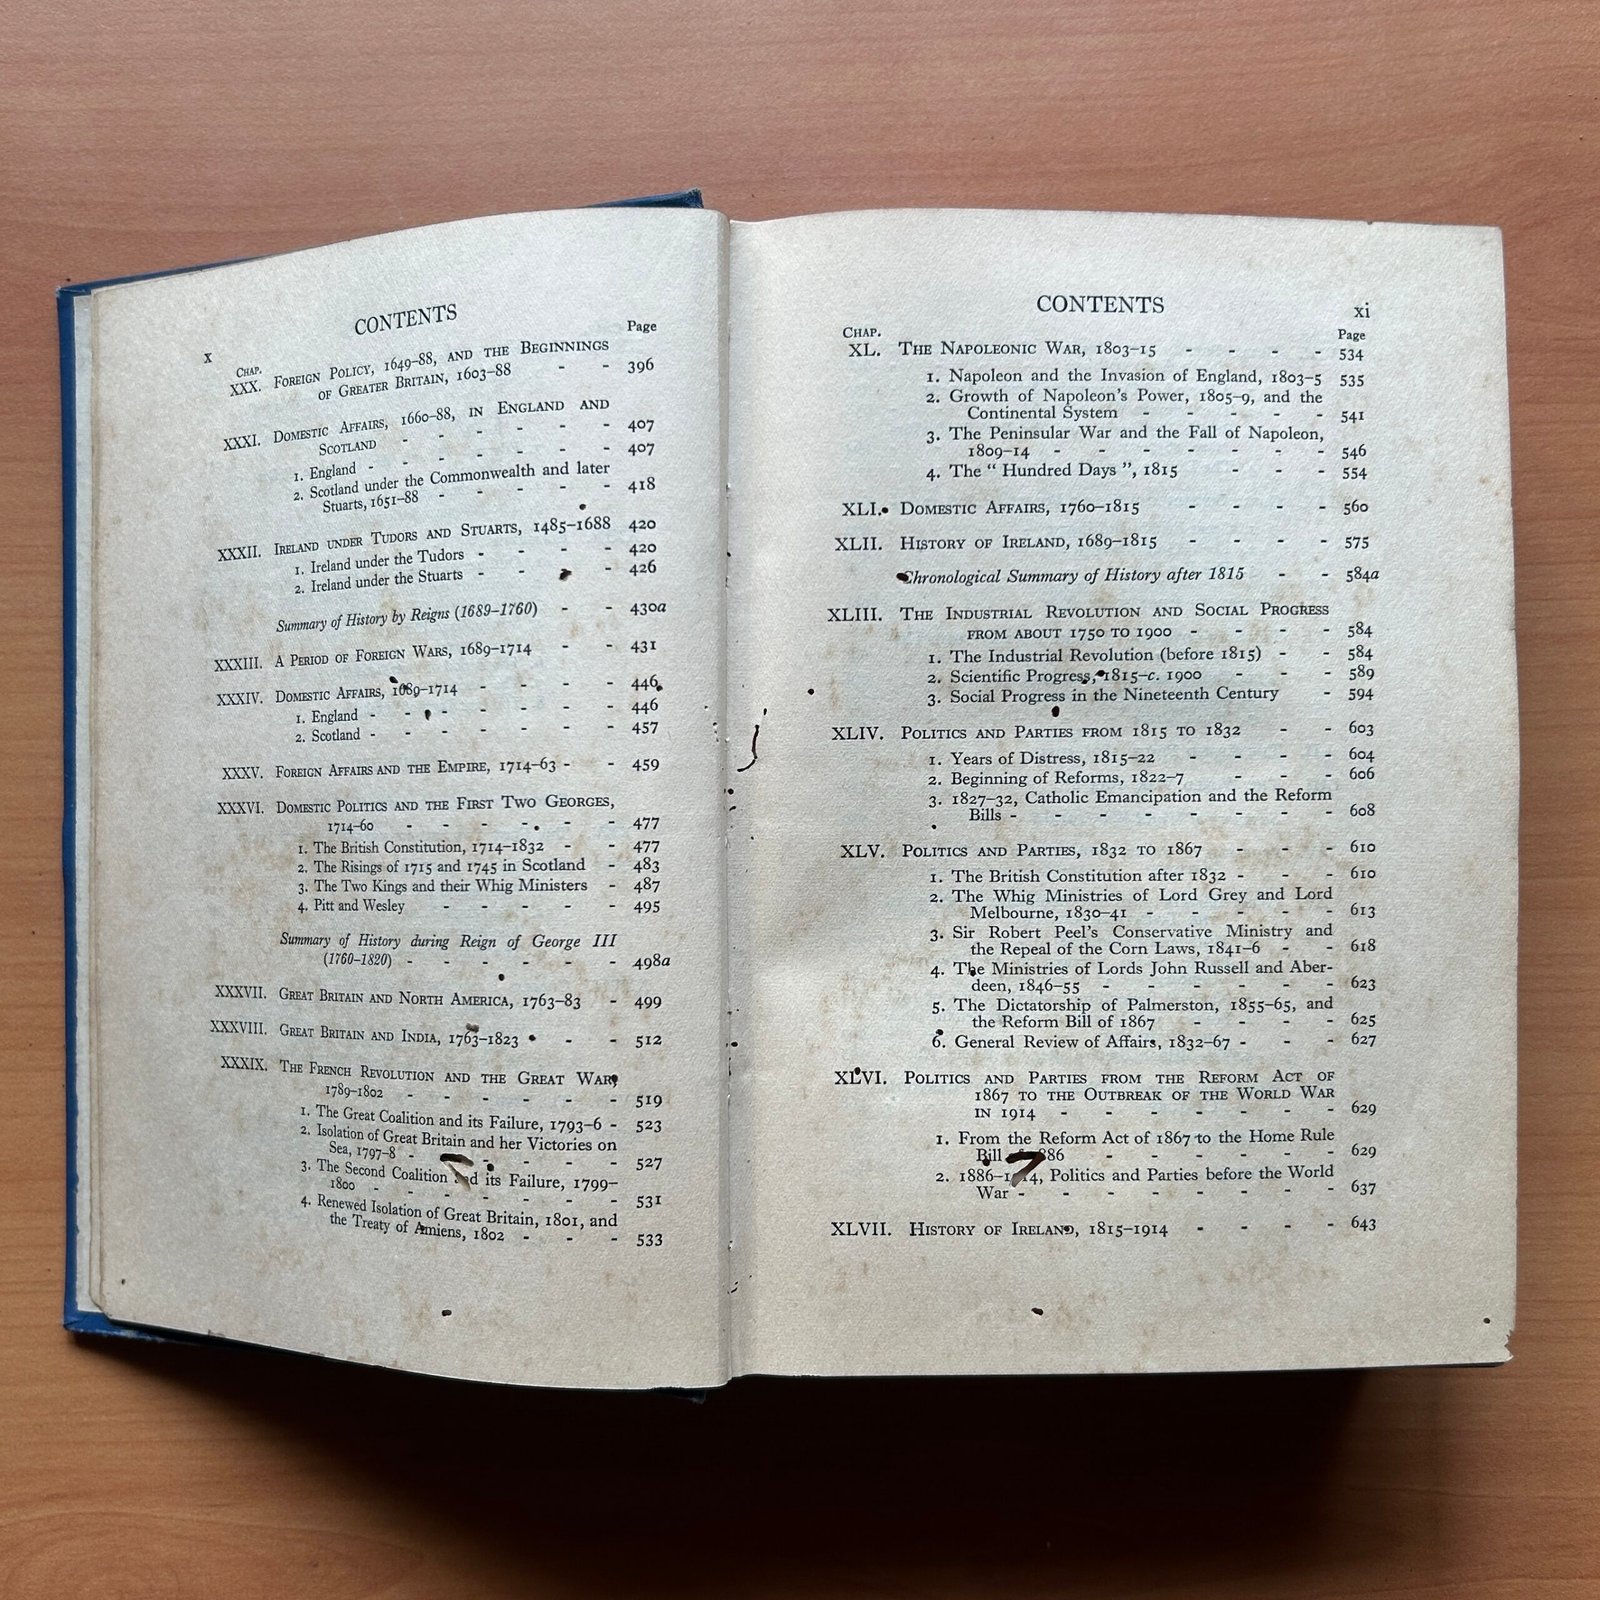 CONTENTS
x
Page
CHAP.
XXX. FOREIGN POLICY, 1649–88, AND THE BEGINNINGS
OF GREATER BRITAIN, 1603–88 - - 396
XXXI. DOMESTIC AFFAIRS, 1660–88, IN ENGLAND AND
SCOTLAND - - - - - - 407
1. England - - - - - - - 407
2. Scotland under the Commonwealth and later
Stuarts, 1651–88 - - - - - 418
XXXII. IRELAND UNDER TUDORS AND STUARTS, 1485–1688 420
1. Ireland under the Tudors - - - - 420
2. Ireland under the Stuarts - - - - 426
Summary of History by Reigns (1689–1760) - - 430a
XXXIII. A PERIOD OF FOREIGN WARS, 1689–1714 - - 431
XXXIV. DOMESTIC AFFAIRS, 1689–1714 - - - - 446
1. England - - - - - - - 446
2. Scotland - - - - - - - 457
XXXV. FOREIGN AFFAIRS AND THE EMPIRE, 1714–63 - - 459
XXXVI. DOMESTIC POLITICS AND THE FIRST TWO GEORGES,
1714–60 - - - - - - 477
1. The British Constitution, 1714–1832 - - 477
2. The Risings of 1715 and 1745 in Scotland - 483
3. The Two Kings and their Whig Ministers - 487
4. Pitt and Wesley - - - - - 495
Summary of History during Reign of George III
(1760–1820) - - - - - - 498a
XXXVII. GREAT BRITAIN AND NORTH AMERICA, 1763–83 - 499
XXXVIII. GREAT BRITAIN AND INDIA, 1763–1823 - - - 512
XXXIX. THE FRENCH REVOLUTION AND THE GREAT WAR,
1789–1802 - - - - - - 519
1. The Great Coalition and its Failure, 1793–6 - 523
2. Isolation of Great Britain and her Victories on
Sea, 1797–8 - - - - - - 527
3. The Second Coalition and its Failure, 1799–
1800 - - - - - - - 531
4. Renewed Isolation of Great Britain, 1801, and
the Treaty of Amiens, 1802 - - - 533
CONTENTS
xi
CHAP.
Page
XL. THE NAPOLEONIC WAR, 1803–15 - - - - 534
1. Napoleon and the Invasion of England, 1803–5 535
2. Growth of Napoleon's Power, 1805–9, and the
Continental System - - - - - 541
3. The Peninsular War and the Fall of Napoleon,
1809–14 - - - - - - - 546
4. The “ Hundred Days ”, 1815 - - - 554
XLI. DOMESTIC AFFAIRS, 1760–1815 - - - - 560
XLII. HISTORY OF IRELAND, 1689–1815 - - - - 575
Chronological Summary of History after 1815 - - 584a
XLIII. THE INDUSTRIAL REVOLUTION AND SOCIAL PROGRESS
FROM ABOUT 1750 TO 1900 - - - - 584
1. The Industrial Revolution (before 1815) - - 584
2. Scientific Progress, 1815–c. 1900 - - - 589
3. Social Progress in the Nineteenth Century - 594
XLIV. POLITICS AND PARTIES FROM 1815 TO 1832 - - 603
1. Years of Distress, 1815–22 - - - - 604
2. Beginning of Reforms, 1822–7 - - - 606
3. 1827–32, Catholic Emancipation and the Reform
Bills - - - - - - - - 608
XLV. POLITICS AND PARTIES, 1832 TO 1867 - - - 610
1. The British Constitution after 1832 - - - 610
2. The Whig Ministries of Lord Grey and Lord
Melbourne, 1830–41 - - - - - 613
3. Sir Robert Peel's Conservative Ministry and
the Repeal of the Corn Laws, 1841–6 - - 618
4. The Ministries of Lords John Russell and Aber-
deen, 1846–55 - - - - - - 623
5. The Dictatorship of Palmerston, 1855–65, and
the Reform Bill of 1867 - - - - 625
6. General Review of Affairs, 1832–67 - - - 627
XLVI. POLITICS AND PARTIES FROM THE REFORM ACT OF
1867 TO THE OUTBREAK OF THE WORLD WAR
IN 1914 - - - - - - - 629
1. From the Reform Act of 1867 to the Home Rule
Bill of 1886 - - - - - - 629
2. 1886–1914, Politics and Parties before the World
War - - - - - - - - 637
XLVII. HISTORY OF IRELAND, 1815–1914 - - - - 643